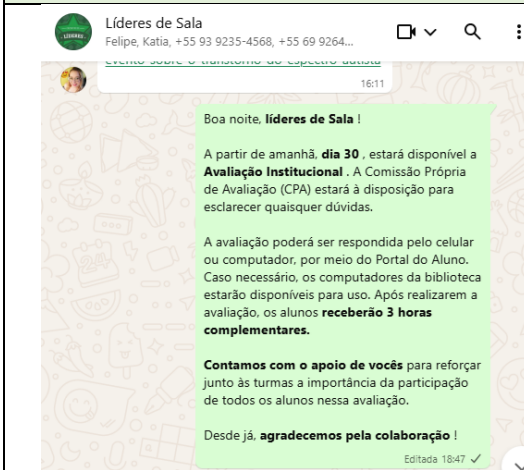 Líderes de Sala
Felipe, Katia, +55 93 9235-4568, +55 69 9264...
evento sobre o transtorno do espectro autista
16:11
Boa noite, líderes de Sala !
A partir de amanhã, dia 30 , estará disponível a
Avaliação Institucional . A Comissão Própria
de Avaliação (CPA) estará à disposição para
esclarecer quaisquer dúvidas.
A avaliação poderá ser respondida pelo celular
ou computador, por meio do Portal do Aluno.
Caso necessário, os computadores da biblioteca
estarão disponíveis para uso. Após realizarem a
avaliação, os alunos receberão 3 horas
complementares.
Contamos com o apoio de vocês para reforçar
junto às turmas a importância da participação
de todos os alunos nessa avaliação.
Desde já, agradecemos pela colaboração !
Editada 18:47